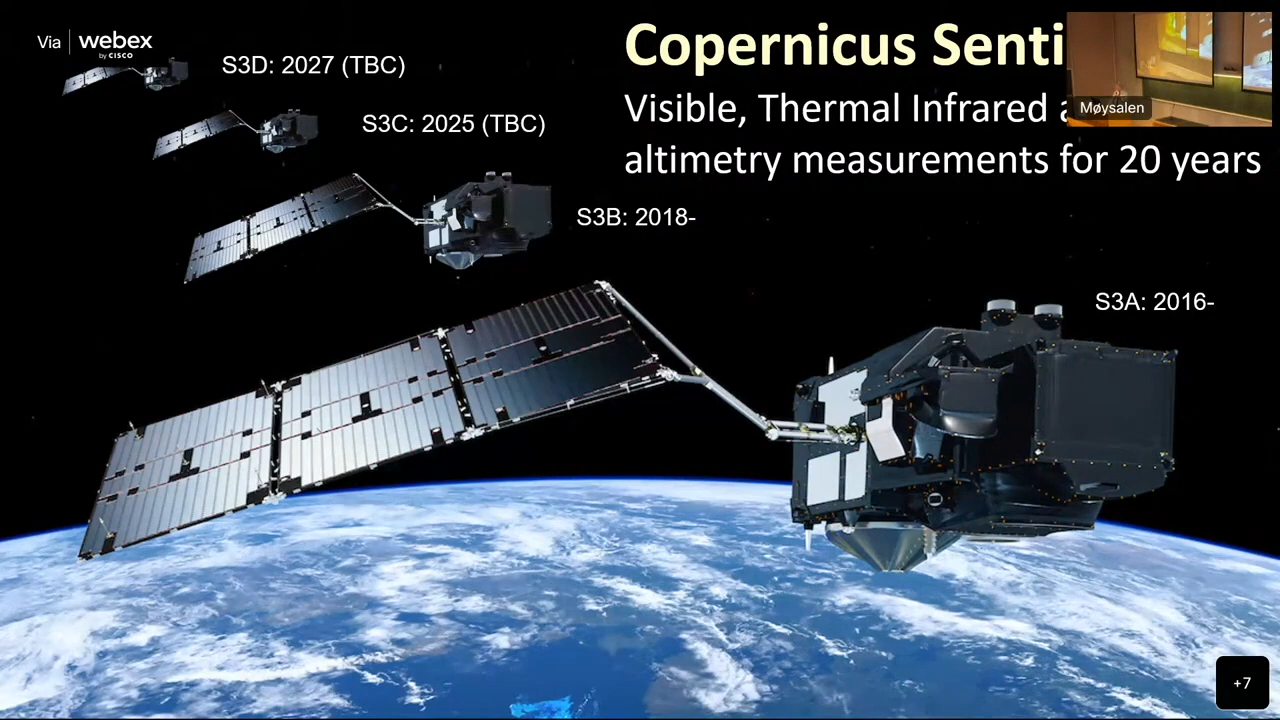 Via webex
by CISCO
S3D: 2027 (TBC)
S3C: 2025 (TBC)
S3B: 2018-
S3A: 2016-
Copernicus Senti
Visible, Thermal Infrared
altimetry measurements for 20 years
Møysalen
+7